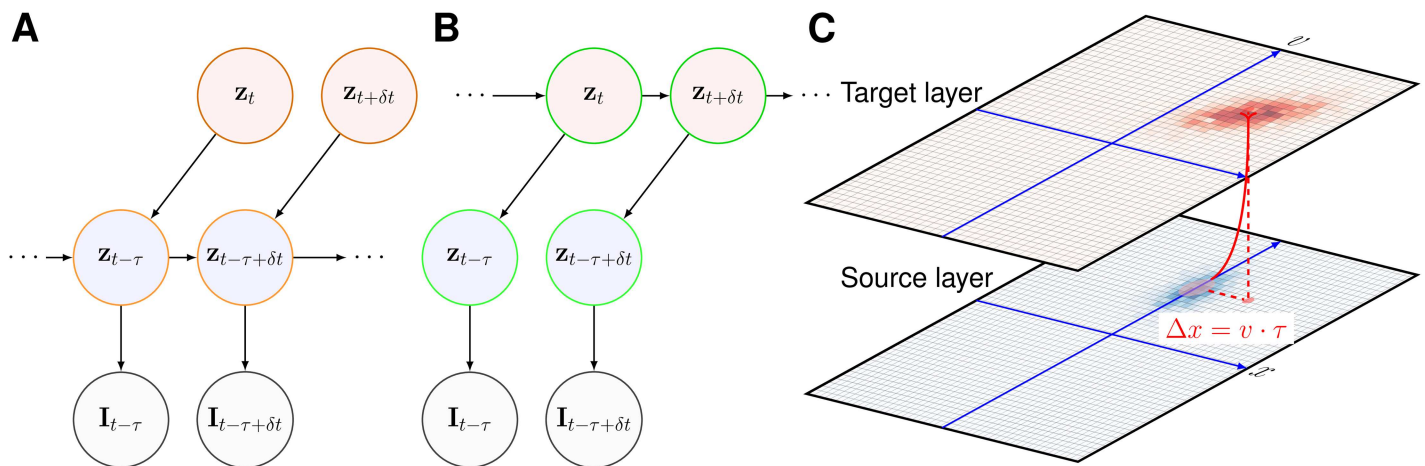 A
z_t
z_{t+δt}
· · ·
z_{t−τ}
z_{t−τ+δt}
· · ·
I_{t−τ}
I_{t−τ+δt}
B
· · ·
z_t
z_{t+δt}
· · ·
z_{t−τ}
z_{t−τ+δt}
I_{t−τ}
I_{t−τ+δt}
C
v
Target layer
Source layer
Δx = v · τ
x